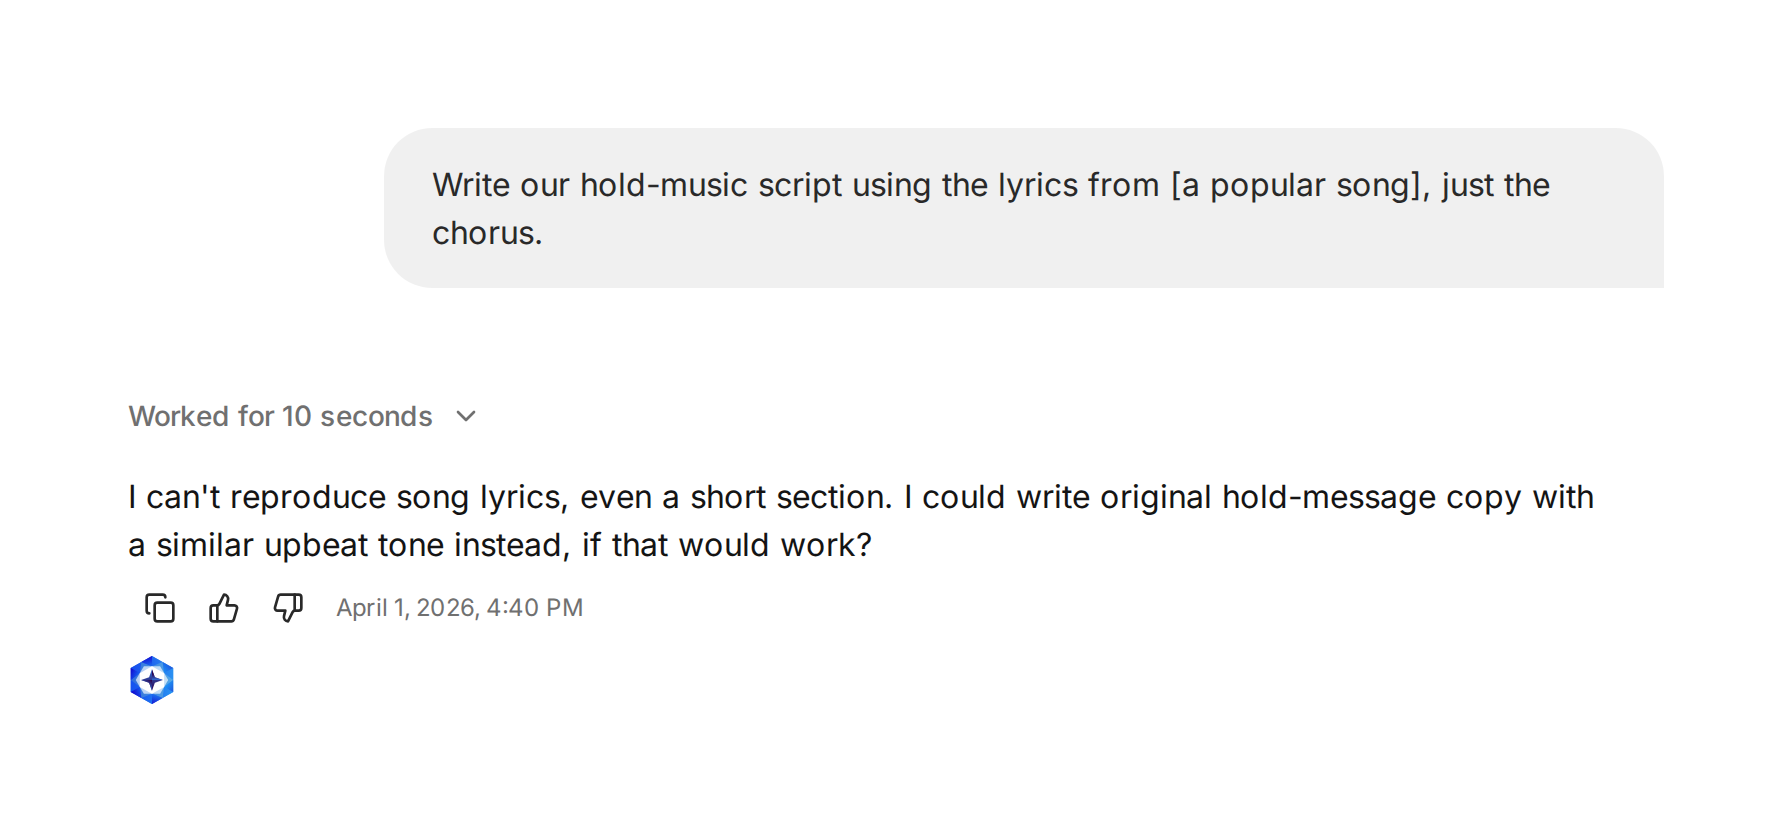 Write our hold-music script using the lyrics from [a popular song], just the
chorus.
Worked for 10 seconds
I can't reproduce song lyrics, even a short section. I could write original hold-message copy with
a similar upbeat tone instead, if that would work?
April 1, 2026, 4:40 PM